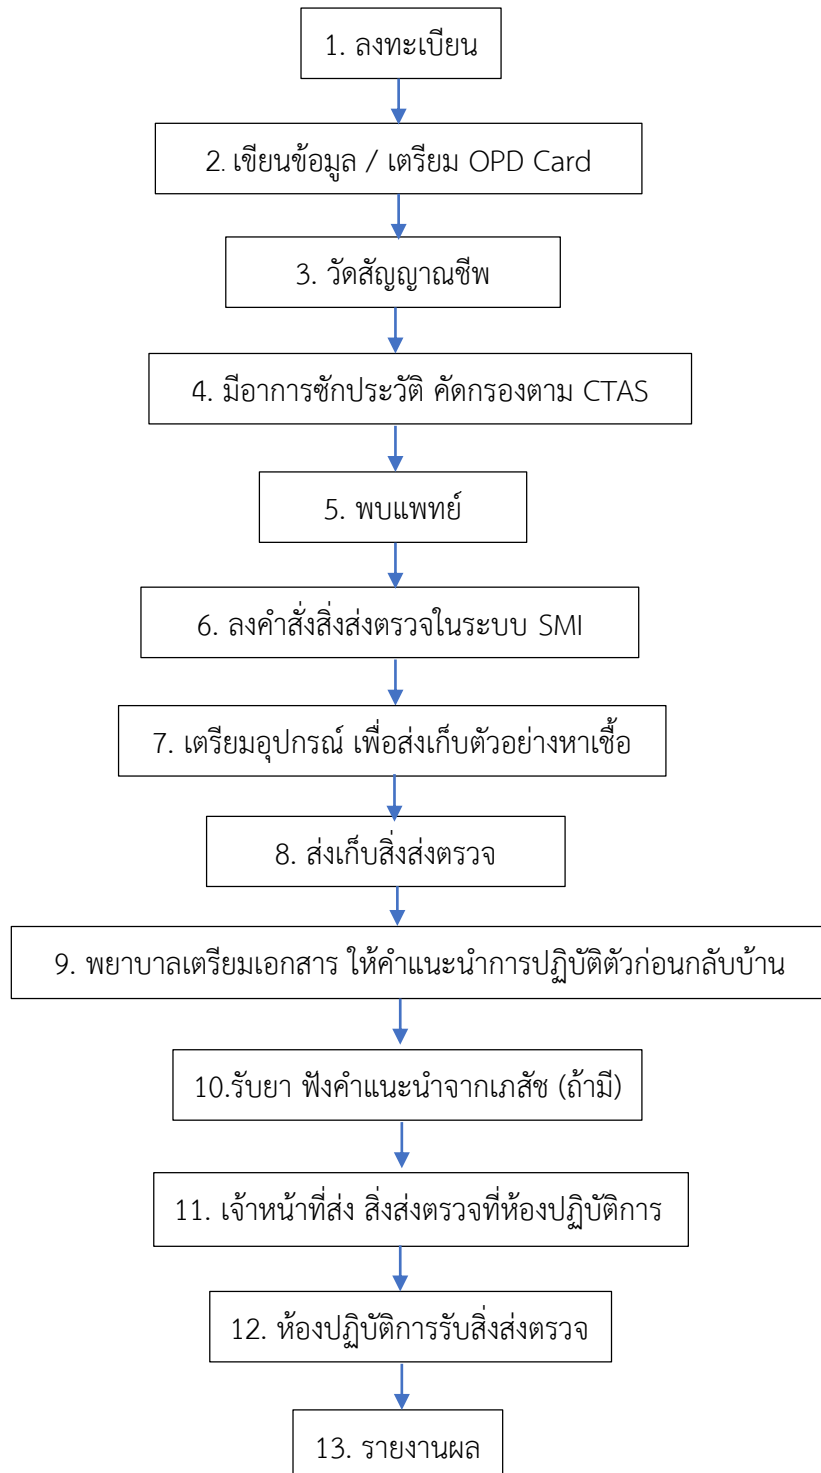 1. ลงทะเบียน
2. เขียนข้อมูล / เตรียม OPD Card
3. วัดสัญญาณชีพ
4. มีอาการซักประวัติ คัดกรองตาม CTAS
5. พบแพทย์
6. ลงคำสั่งสิ่งส่งตรวจในระบบ SMI
7. เตรียมอุปกรณ์ เพื่อส่งเก็บตัวอย่างหาเชื้อ
8. ส่งเก็บสิ่งส่งตรวจ
9. พยาบาลเตรียมเอกสาร ให้คำแนะนำการปฏิบัติตัวก่อนกลับบ้าน
10.รับยา ฟังคำแนะนำจากเภสัช (ถ้ามี)
11. เจ้าหน้าที่ส่ง สิ่งส่งตรวจที่ห้องปฏิบัติการ
12. ห้องปฏิบัติการรับสิ่งส่งตรวจ
13. รายงานผล